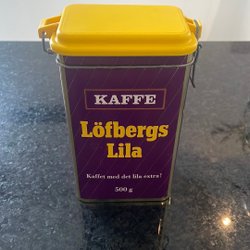 KAFFE
Löfbergs
Lila
Kaffet med det lila extra!
500 g